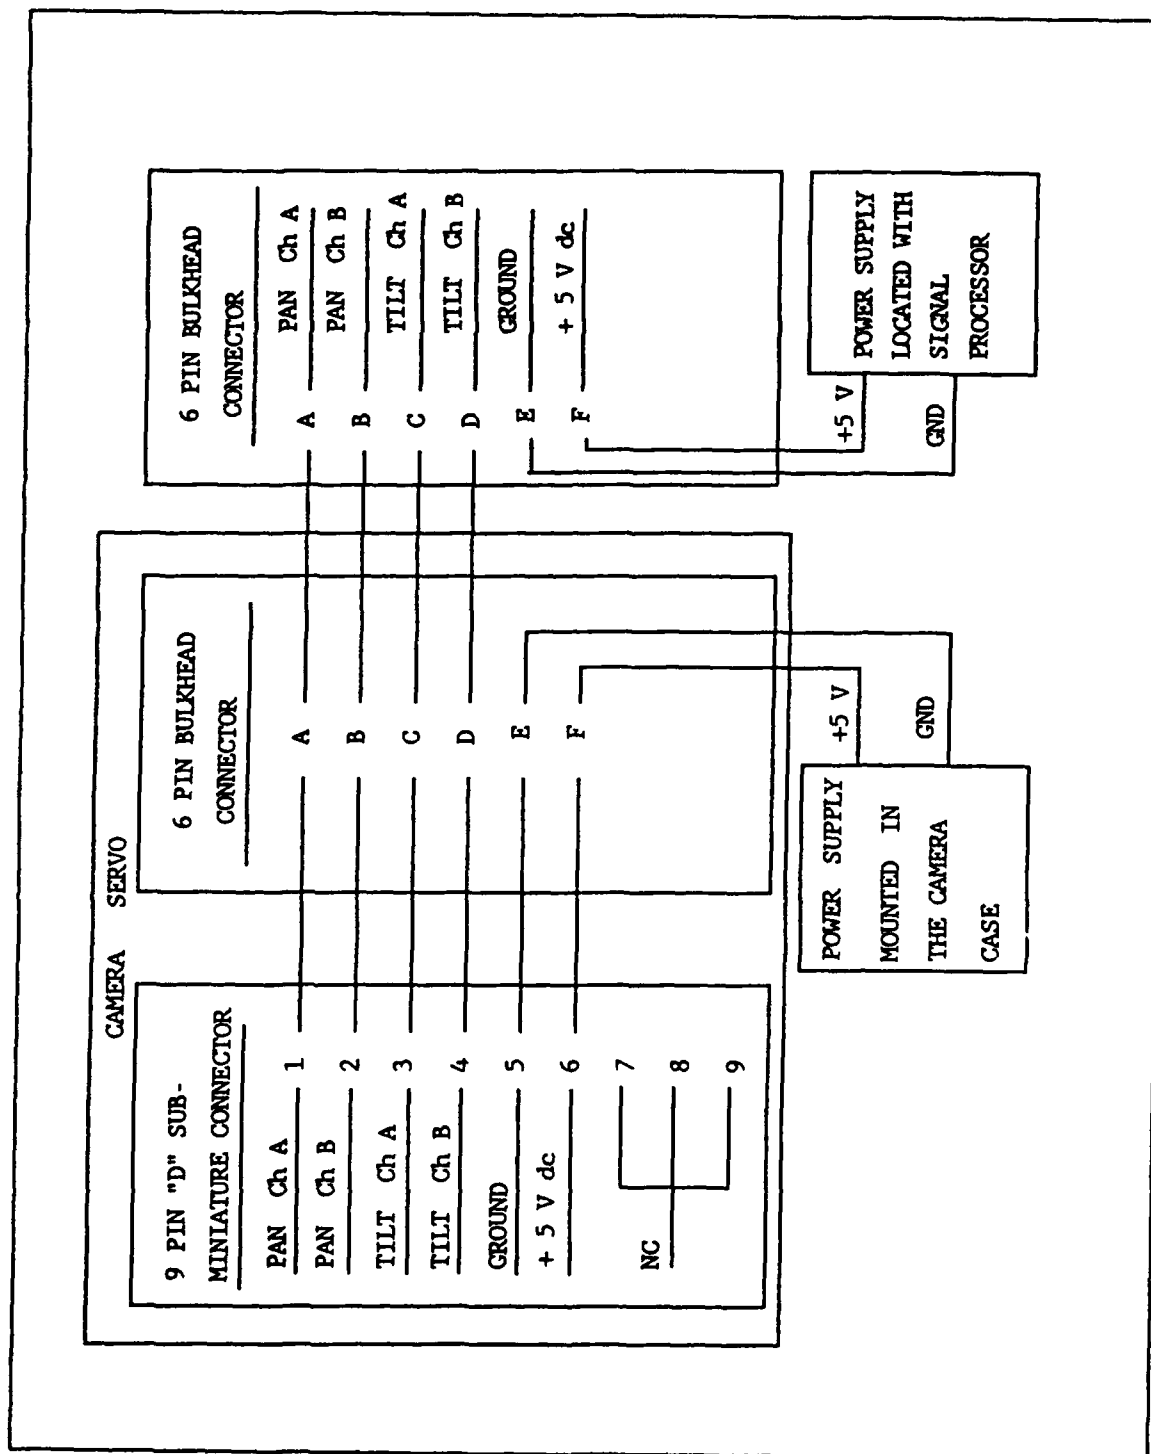 CAMERA SERVO
9 PIN "D" SUB-
MINIATURE CONNECTOR
PAN Ch A 1
PAN Ch B 2
TILT Ch A 3
TILT Ch B 4
GROUND 5
+ 5 V dc 6
7
NC 8
9
6 PIN BULKHEAD
CONNECTOR
A
B
C
D
E
F
6 PIN BULKHEAD
CONNECTOR
A PAN Ch A
B PAN Ch B
C TILT Ch A
D TILT Ch B
E GROUND
F + 5 V dc
POWER SUPPLY
MOUNTED IN
THE CAMERA
CASE
+5 V
GND
+5 V
GND
POWER SUPPLY
LOCATED WITH
SIGNAL
PROCESSOR